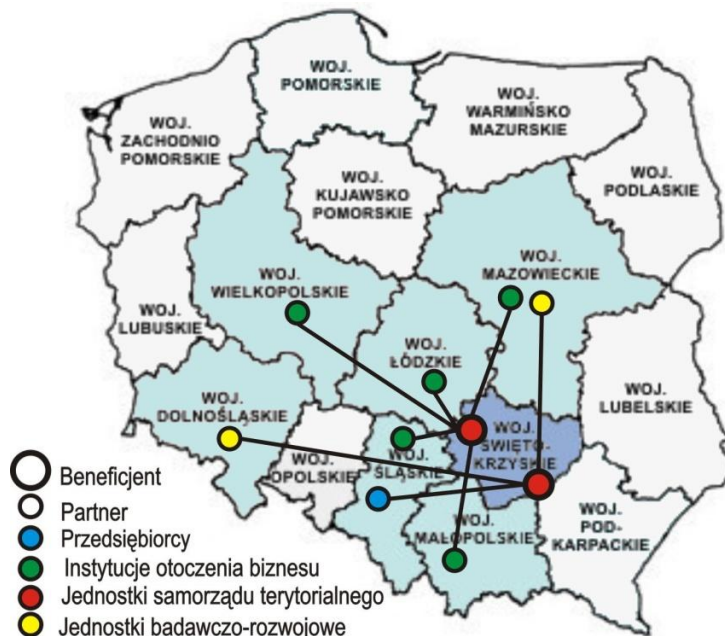 WOJ.
POMORSKIE
WOJ.
WARMIŃSKO
MAZURSKIE
WOJ.
ZACHODNIO
POMORSKIE
WOJ.
PODLASKIE
WOJ.
KUJAWSKO
POMORSKIE
WOJ.
MAZOWIECKIE
WOJ.
WIELKOPOLSKIE
WOJ.
LUBUSKIE
WOJ.
ŁÓDZKIE
WOJ.
LUBELSKIE
WOJ.
DOLNOŚLĄSKIE
WOJ.
OPOLSKIE
WOJ.
ŚLĄSKIE
WOJ.
ŚWIĘTO-
KRZYSKIE
WOJ.
MAŁOPOLSKIE
WOJ.
POD-
KARPACKIE
Beneficjent
Partner
Przedsiębiorcy
Instytucje otoczenia biznesu
Jednostki samorządu terytorialnego
Jednostki badawczo-rozwojowe